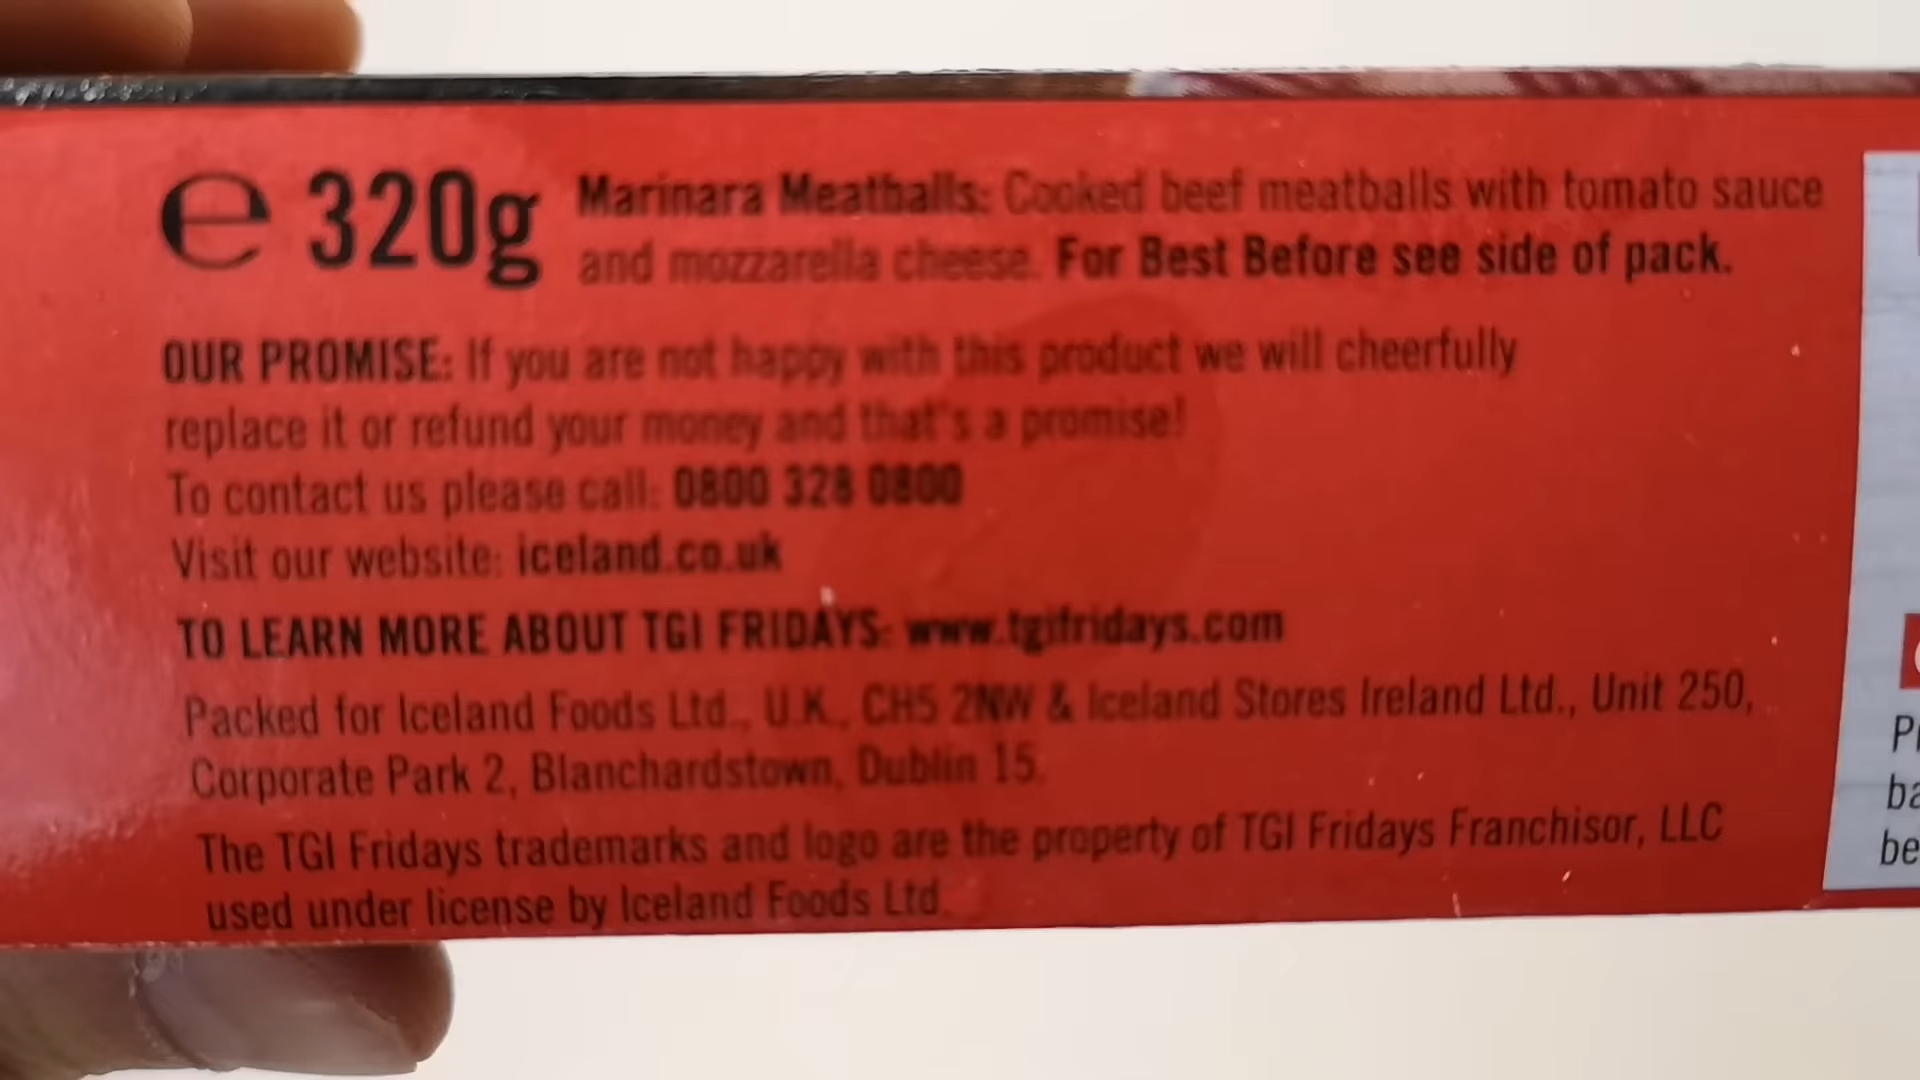 e 320g Marinara Meatballs: Cooked beef meatballs with tomato sauce
and mozzarella cheese. For Best Before see side of pack.
OUR PROMISE: If you are not happy with this product we will cheerfully
replace it or refund your money and that's a promise!
To contact us please call: 0800 328 0800
Visit our website: iceland.co.uk
TO LEARN MORE ABOUT TGI FRIDAYS: www.tgifridays.com
Packed for Iceland Foods Ltd., U.K., CH5 2NW & Iceland Stores Ireland Ltd., Unit 250,
Corporate Park 2, Blanchardstown, Dublin 15.
The TGI Fridays trademarks and logo are the property of TGI Fridays Franchisor, LLC
used under license by Iceland Foods Ltd.